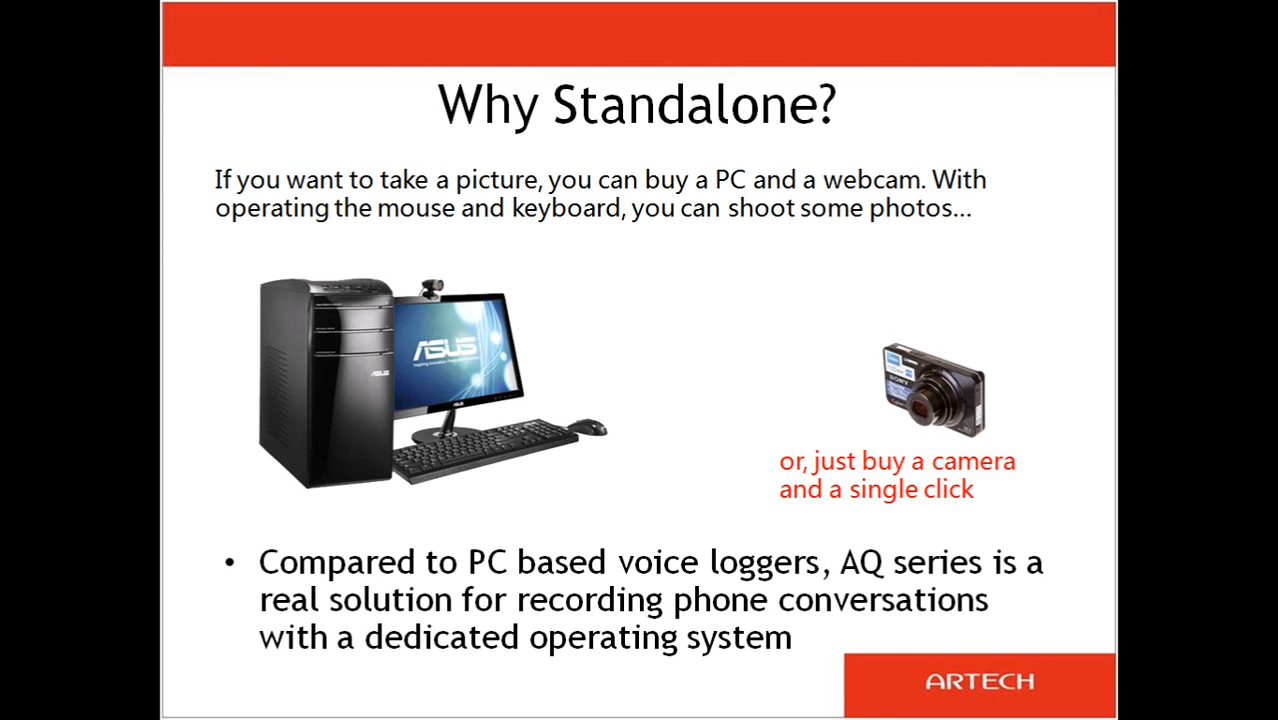 Why Standalone?
If you want to take a picture, you can buy a PC and a webcam. With
operating the mouse and keyboard, you can shoot some photos...
ASUS
ASUS
SONY
or, just buy a camera
and a single click
• Compared to PC based voice loggers, AQ series is a
real solution for recording phone conversations
with a dedicated operating system
ARTECH